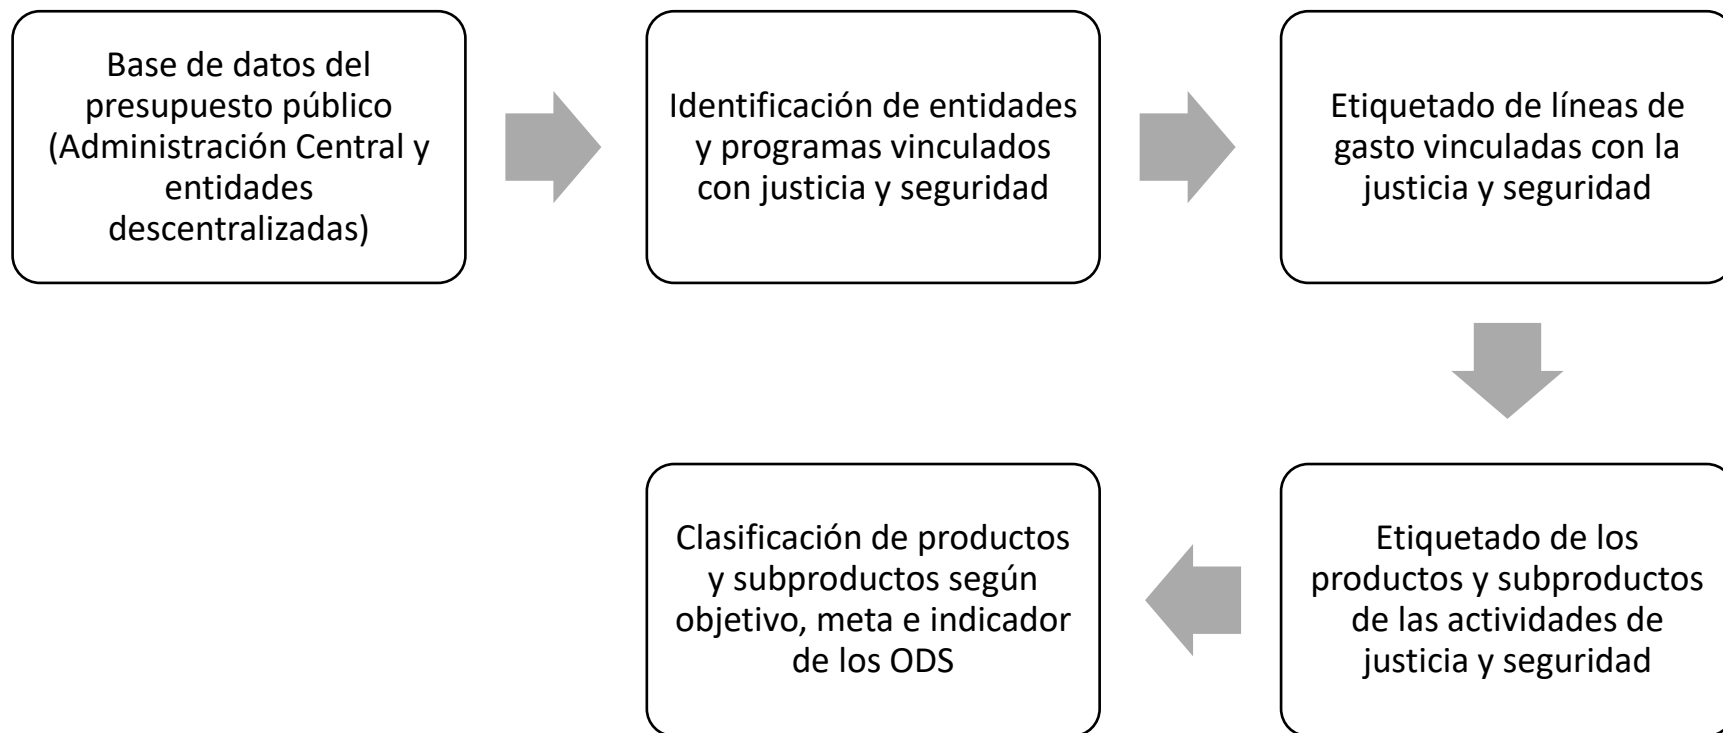 Base de datos del
presupuesto público
(Administración Central y
entidades
descentralizadas)
Identificación de entidades
y programas vinculados
con justicia y seguridad
Etiquetado de líneas de
gasto vinculadas con la
justicia y seguridad
Etiquetado de los
productos y subproductos
de las actividades de
justicia y seguridad
Clasificación de productos
y subproductos según
objetivo, meta e indicador
de los ODS